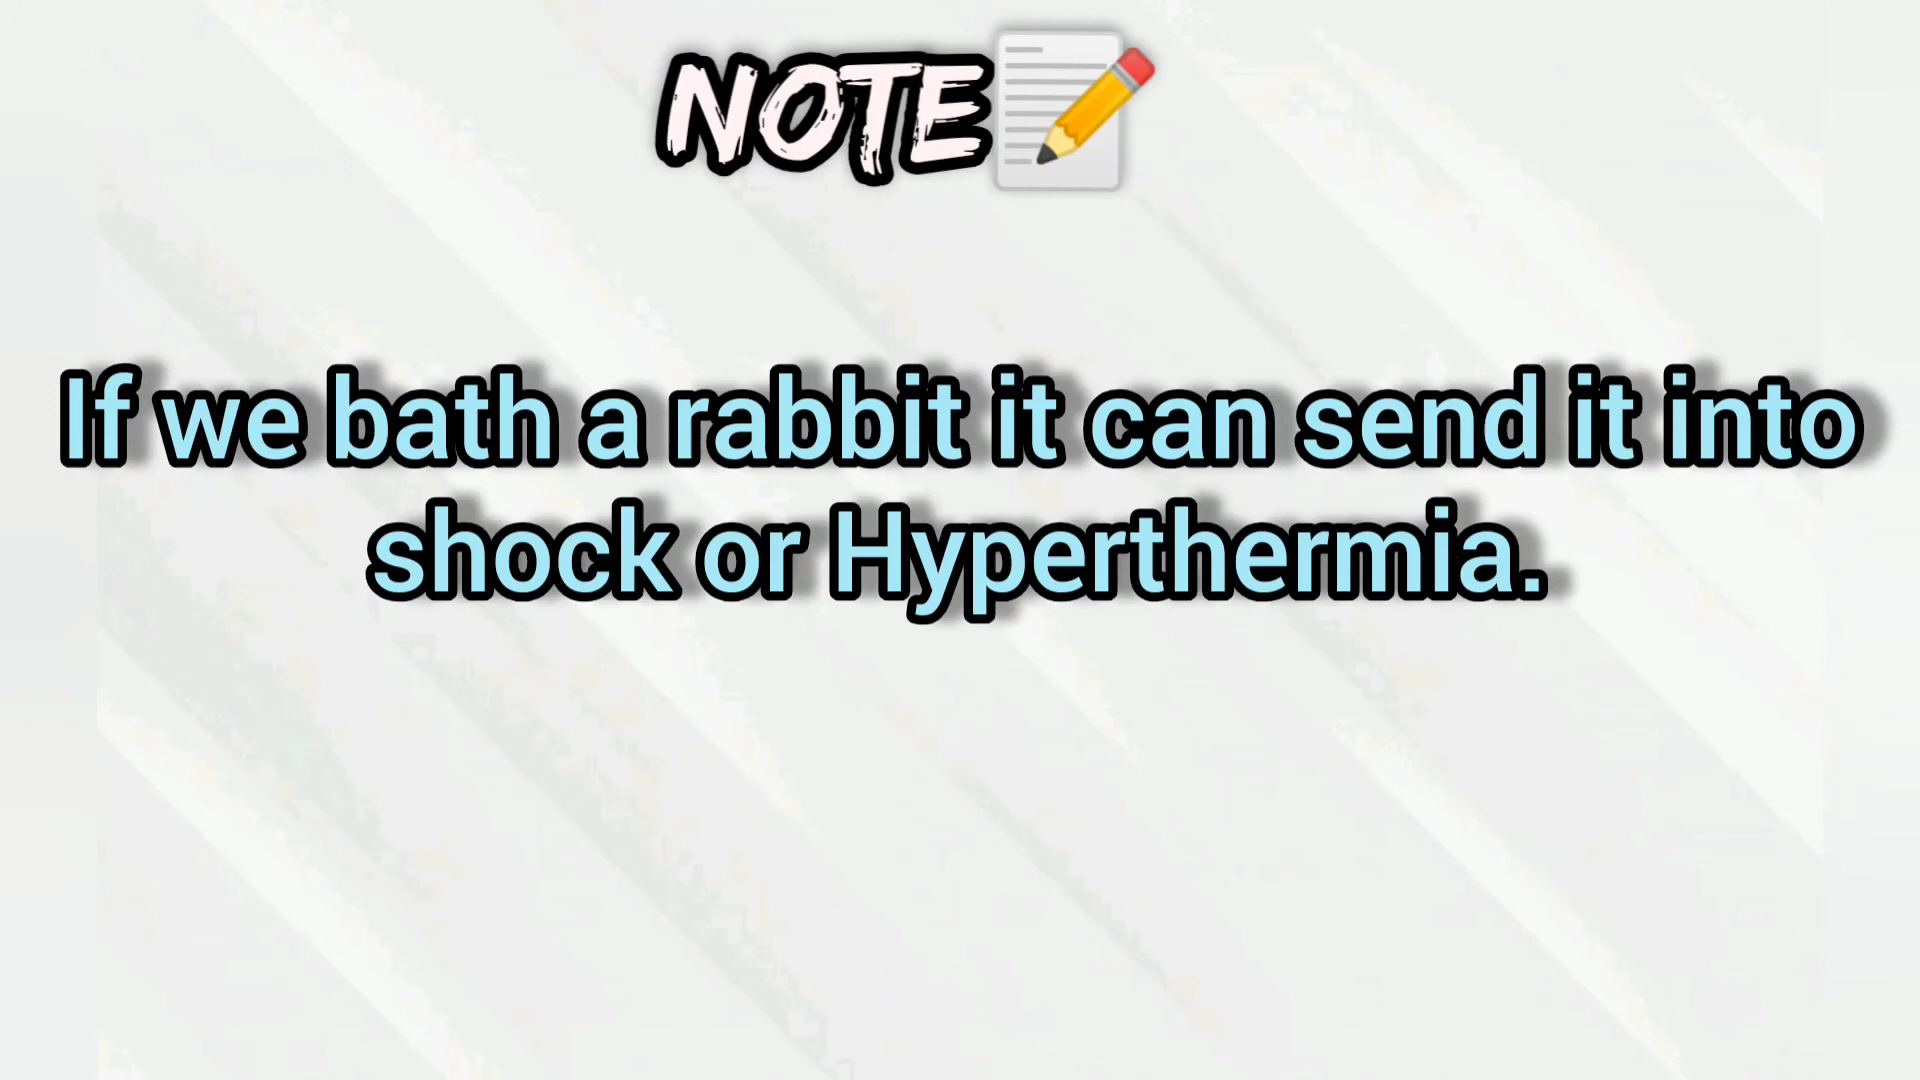 NOTE
If we bath a rabbit it can send it into
shock or Hyperthermia.